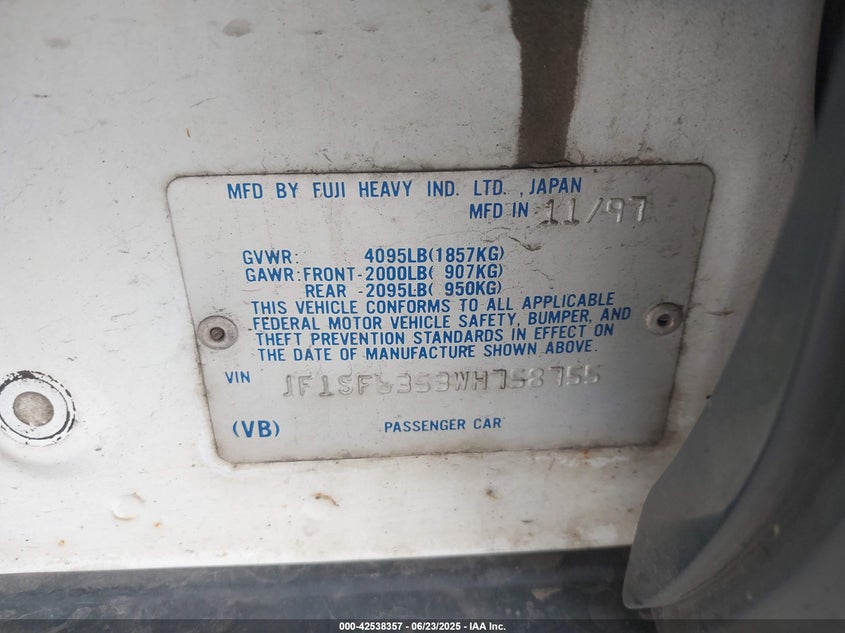 MFD BY FUJI HEAVY IND. LTD. , JAPAN
MFD IN 11/97
GVWR: 4095LB(1857KG)
GAWR:FRONT-2000LB( 907KG)
REAR -2095LB( 950KG)
THIS VEHICLE CONFORMS TO ALL APPLICABLE
FEDERAL MOTOR VEHICLE SAFETY, BUMPER, AND
THEFT PREVENTION STANDARDS IN EFFECT ON
THE DATE OF MANUFACTURE SHOWN ABOVE.
VIN JF1SF6353WH758755
(VB) PASSENGER CAR
000-42538357 - 06/23/2025 - IAA Inc.